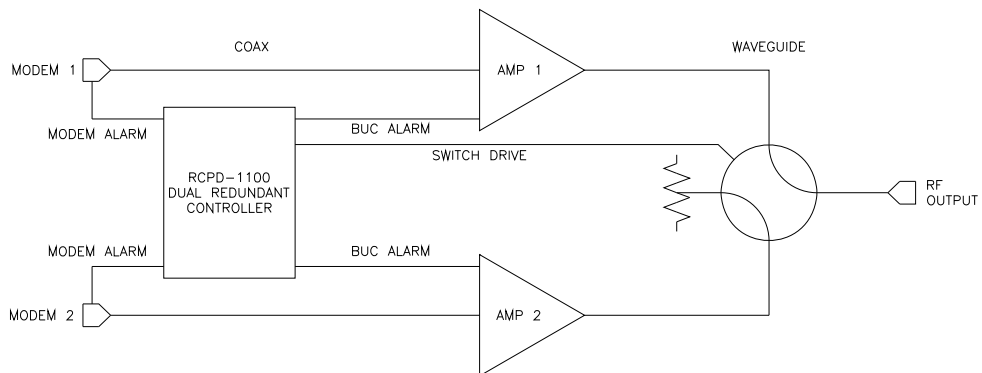 COAX
WAVEGUIDE
MODEM 1
AMP 1
MODEM ALARM
BUC ALARM
SWITCH DRIVE
RCPD-1100
DUAL REDUNDANT
CONTROLLER
RF
OUTPUT
MODEM ALARM
BUC ALARM
MODEM 2
AMP 2